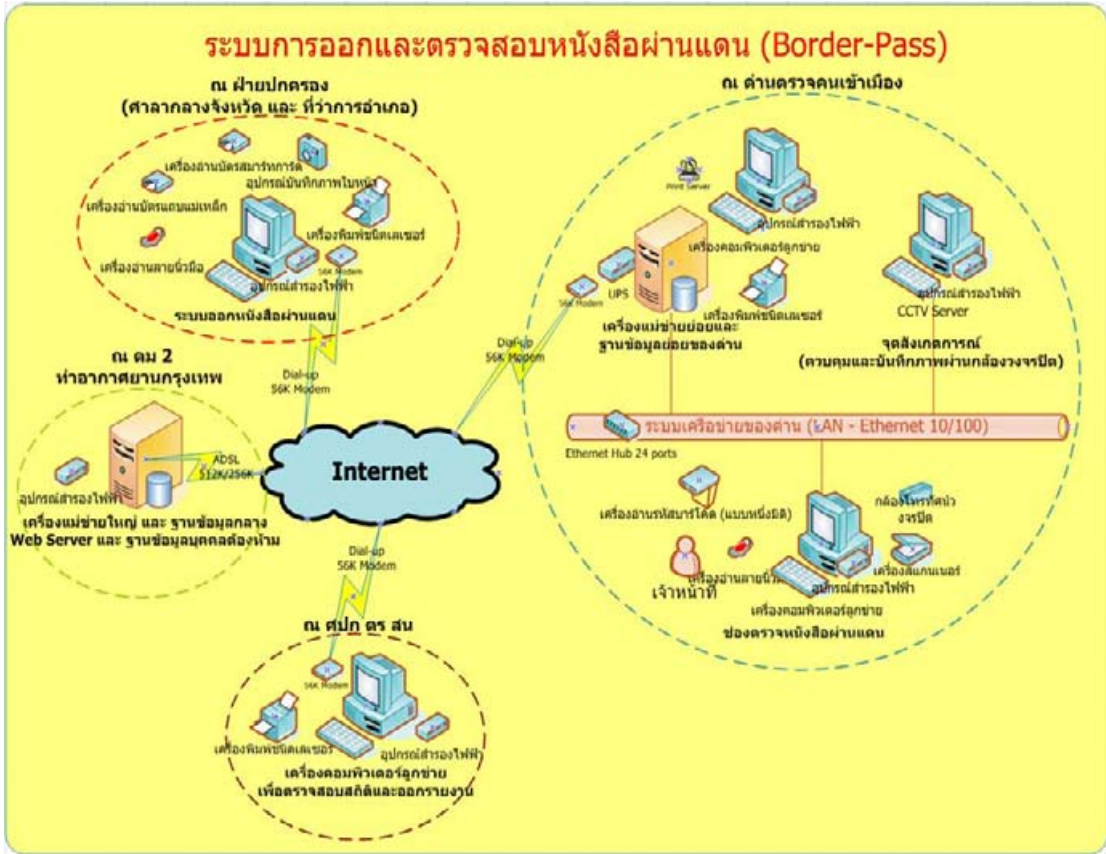 ระบบการออกและตรวจสอบหนังสือผ่านแดน (Border-Pass)
ณ ฝ่ายปกครอง
(ศาลากลางจังหวัด และ ที่ว่าการอำเภอ)
เครื่องอ่านบัตรสมาร์ทการ์ด
อุปกรณ์บันทึกภาพใบหน้า
เครื่องอ่านบัตรแถบแม่เหล็ก
เครื่องพิมพ์ชนิดเลเซอร์
เครื่องอ่านลายนิ้วมือ
56K Modem
อุปกรณ์สำรองไฟฟ้า
ระบบออกหนังสือผ่านแดน
Dial-up
56K Modem
ณ ตม 2
ท่าอากาศยานกรุงเทพ
ADSL
512K/256K
อุปกรณ์สำรองไฟฟ้า
เครื่องแม่ข่ายใหญ่ และ ฐานข้อมูลกลาง
Web Server และ ฐานข้อมูลบุคคลต้องห้าม
Internet
Dial-up
56K Modem
ณ ศปก ตร สน
56K Modem
เครื่องพิมพ์ชนิดเลเซอร์
อุปกรณ์สำรองไฟฟ้า
เครื่องคอมพิวเตอร์ลูกข่าย
เพื่อตรวจสอบสถิติและออกรายงาน
ณ ด่านตรวจคนเข้าเมือง
Print Server
อุปกรณ์สำรองไฟฟ้า
เครื่องคอมพิวเตอร์ลูกข่าย
56K Modem
UPS
เครื่องพิมพ์ชนิดเลเซอร์
เครื่องแม่ข่ายย่อยและ
ฐานข้อมูลย่อยของด่าน
Dial-up
56K Modem
อุปกรณ์สำรองไฟฟ้า
CCTV Server
จุดสังเกตการณ์
(ควบคุมและบันทึกภาพผ่านกล้องวงจรปิด)
ระบบเครือข่ายของด่าน (LAN - Ethernet 10/100)
Ethernet Hub 24 ports
เครื่องอ่านรหัสบาร์โค้ด (แบบหนึ่งมิติ)
กล้องโทรทัศน์ว
งจรปิด
เครื่องอ่านลายนิ้วมื
เครื่องสแกนเนอร์
เจ้าหน้าที่
อุปกรณ์สำรองไฟฟ้า
เครื่องคอมพิวเตอร์ลูกข่าย
ช่องตรวจหนังสือผ่านแดน